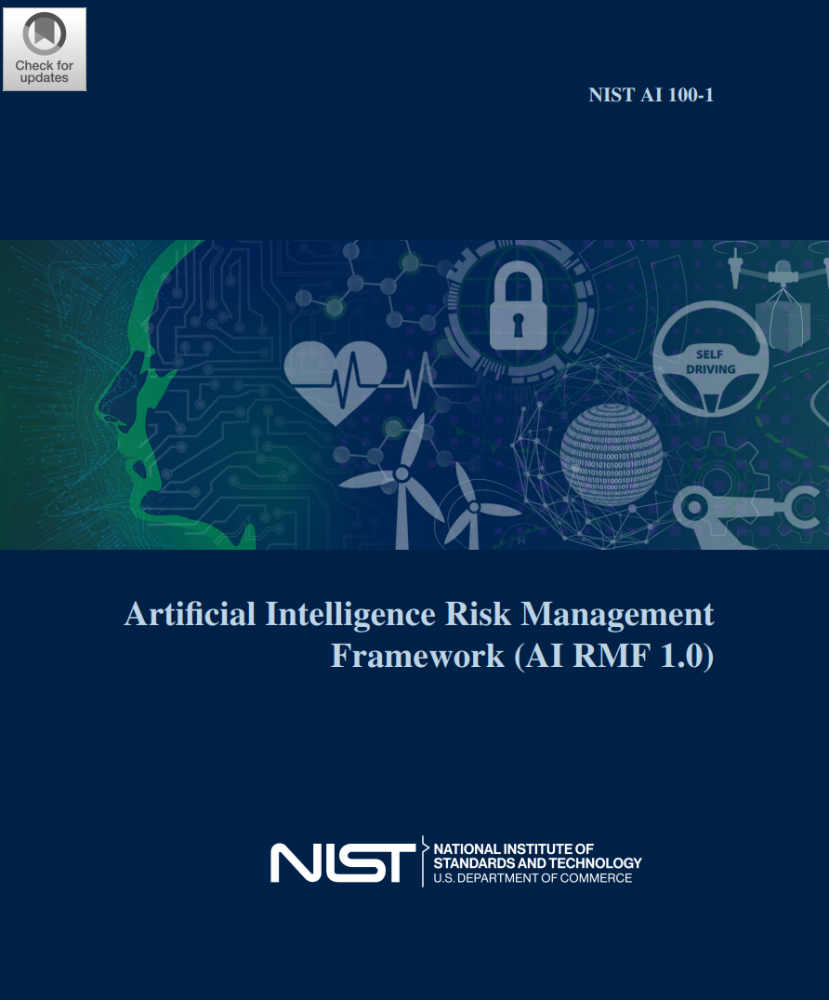 Check for
updates
NIST AI 100-1
SELF
DRIVING
Artificial Intelligence Risk Management
Framework (AI RMF 1.0)
NIST
NATIONAL INSTITUTE OF
STANDARDS AND TECHNOLOGY
U.S. DEPARTMENT OF COMMERCE